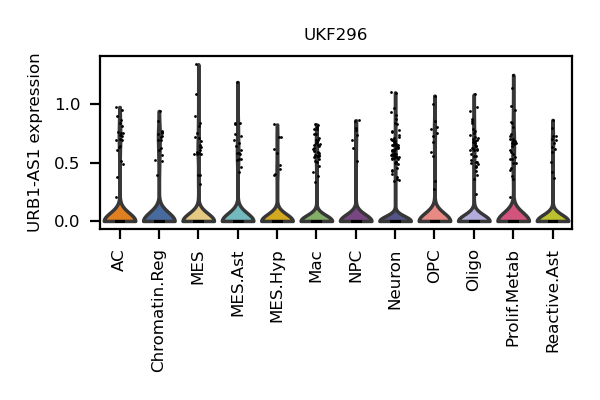 UKF296
URB1-AS1 expression
1.0
0.5
0.0
AC
Chromatin.Reg
MES
MES.Ast
MES.Hyp
Mac
NPC
Neuron
OPC
Oligo
Prolif.Metab
Reactive.Ast